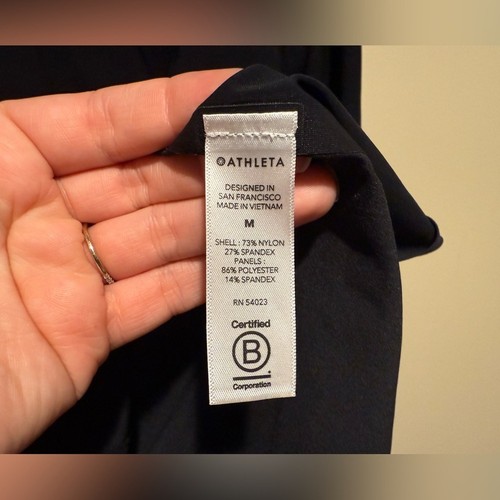 ATHLETA
DESIGNED IN
SAN FRANCISCO
MADE IN VIETNAM
M
SHELL : 73% NYLON
27% SPANDEX
PANELS :
86% POLYESTER
14% SPANDEX
RN 54023
Certified
B
Corporation